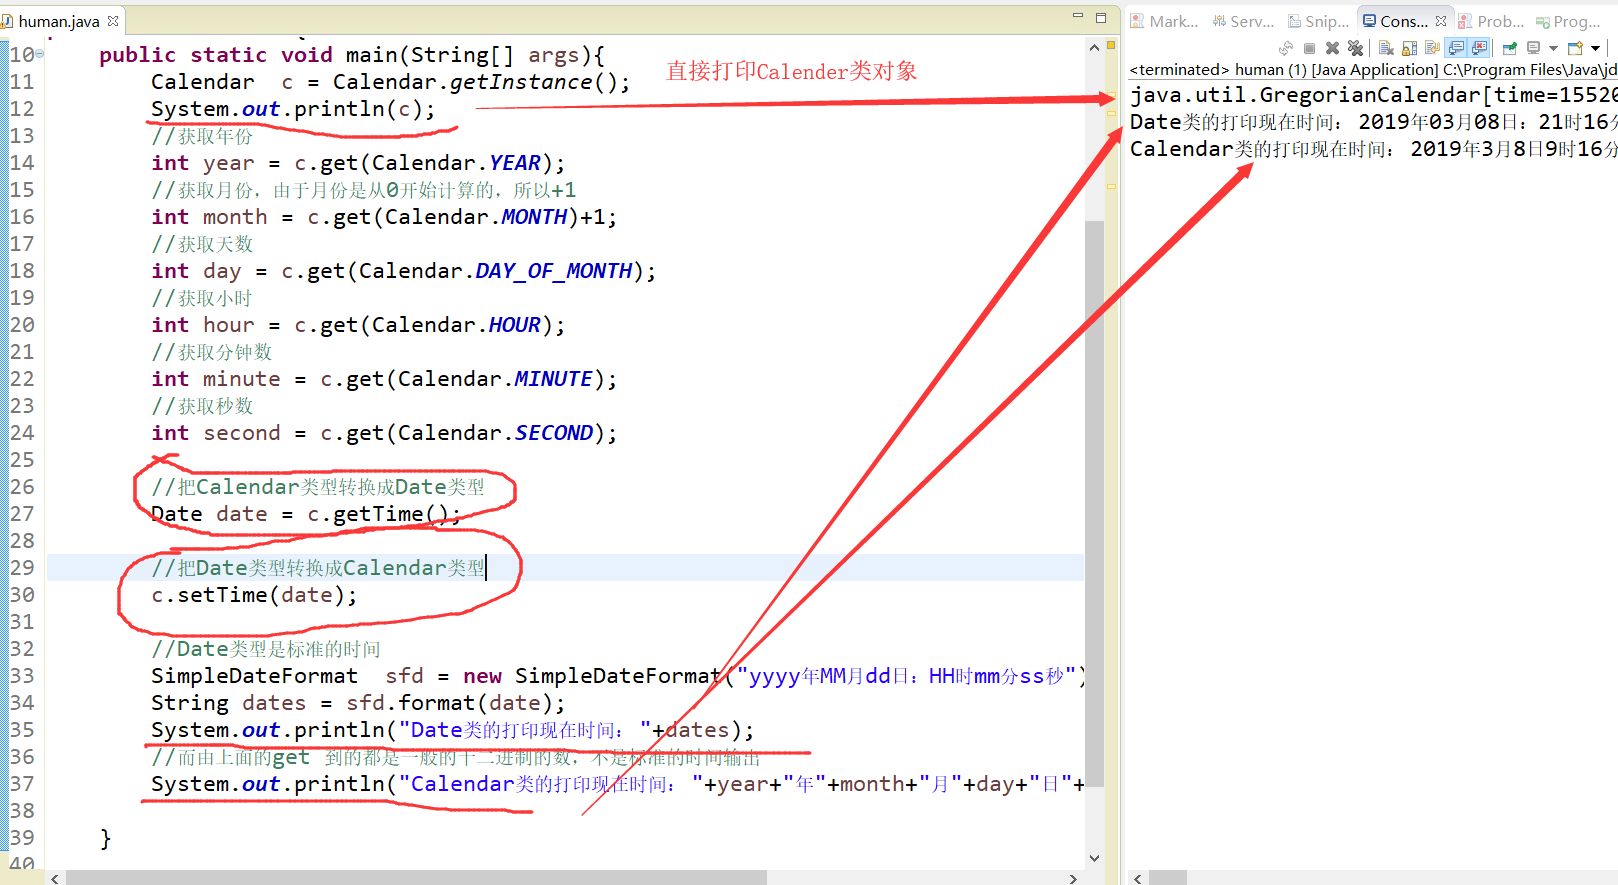 human.java
10 public static void main(String[] args){
11 Calendar c = Calendar.getInstance();
直接打印Calender类对象
12 System.out.println(c);
13 //获取年份
14 int year = c.get(Calendar.YEAR);
15 //获取月份，由于月份是从0开始计算的，所以+1
16 int month = c.get(Calendar.MONTH)+1;
17 //获取天数
18 int day = c.get(Calendar.DAY_OF_MONTH);
19 //获取小时
20 int hour = c.get(Calendar.HOUR);
21 //获取分钟数
22 int minute = c.get(Calendar.MINUTE);
23 //获取秒数
24 int second = c.get(Calendar.SECOND);
25
26 //把Calendar类型转换成Date类型
27 Date date = c.getTime();
28
29 //把Date类型转换成Calendar类型
30 c.setTime(date);
31
32 //Date类型是标准的时间
33 SimpleDateFormat sfd = new SimpleDateFormat("yyyy年MM月dd日：HH时mm分ss秒")
34 String dates = sfd.format(date);
35 System.out.println("Date类的打印现在时间："+dates);
36 //而由上面的get 到的都是一般的十二进制的数，不是标准的时间输出
37 System.out.println("Calendar类的打印现在时间："+year+"年"+month+"月"+day+"日"+
38
39 }
40
Mark... Serv... Snip... Cons... Prob... Prog...
<terminated> human (1) [Java Application] C:\Program Files\Java\jd
java.util.GregorianCalendar[time=15520
Date类的打印现在时间：2019年03月08日：21时16分
Calendar类的打印现在时间：2019年3月8日9时16分